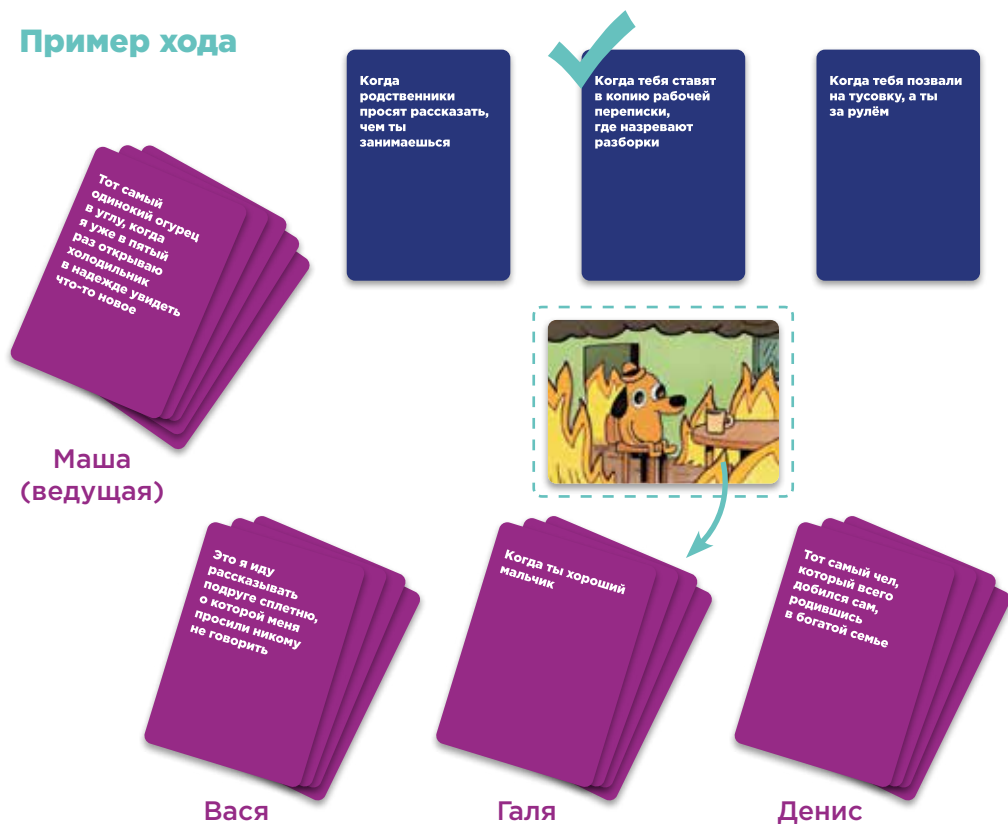 Пример хода
Когда
родственники
просят рассказать,
чем ты
занимаешься
Когда тебя ставят
в копию рабочей
переписки,
где назревают
разборки
Когда тебя позвали
на тусовку, а ты
за рулём
Тот самый
одинокий огурец
в углу, когда
я уже в пятый
раз открываю
холодильник
в надежде увидеть
что-то новое
Маша
(ведущая)
Это я иду
рассказывать
подруге сплетню,
о которой меня
просили никому
не говорить
Когда ты хороший
мальчик
Тот самый чел,
который всего
добился сам,
родившись
в богатой семье
Вася
Галя
Денис